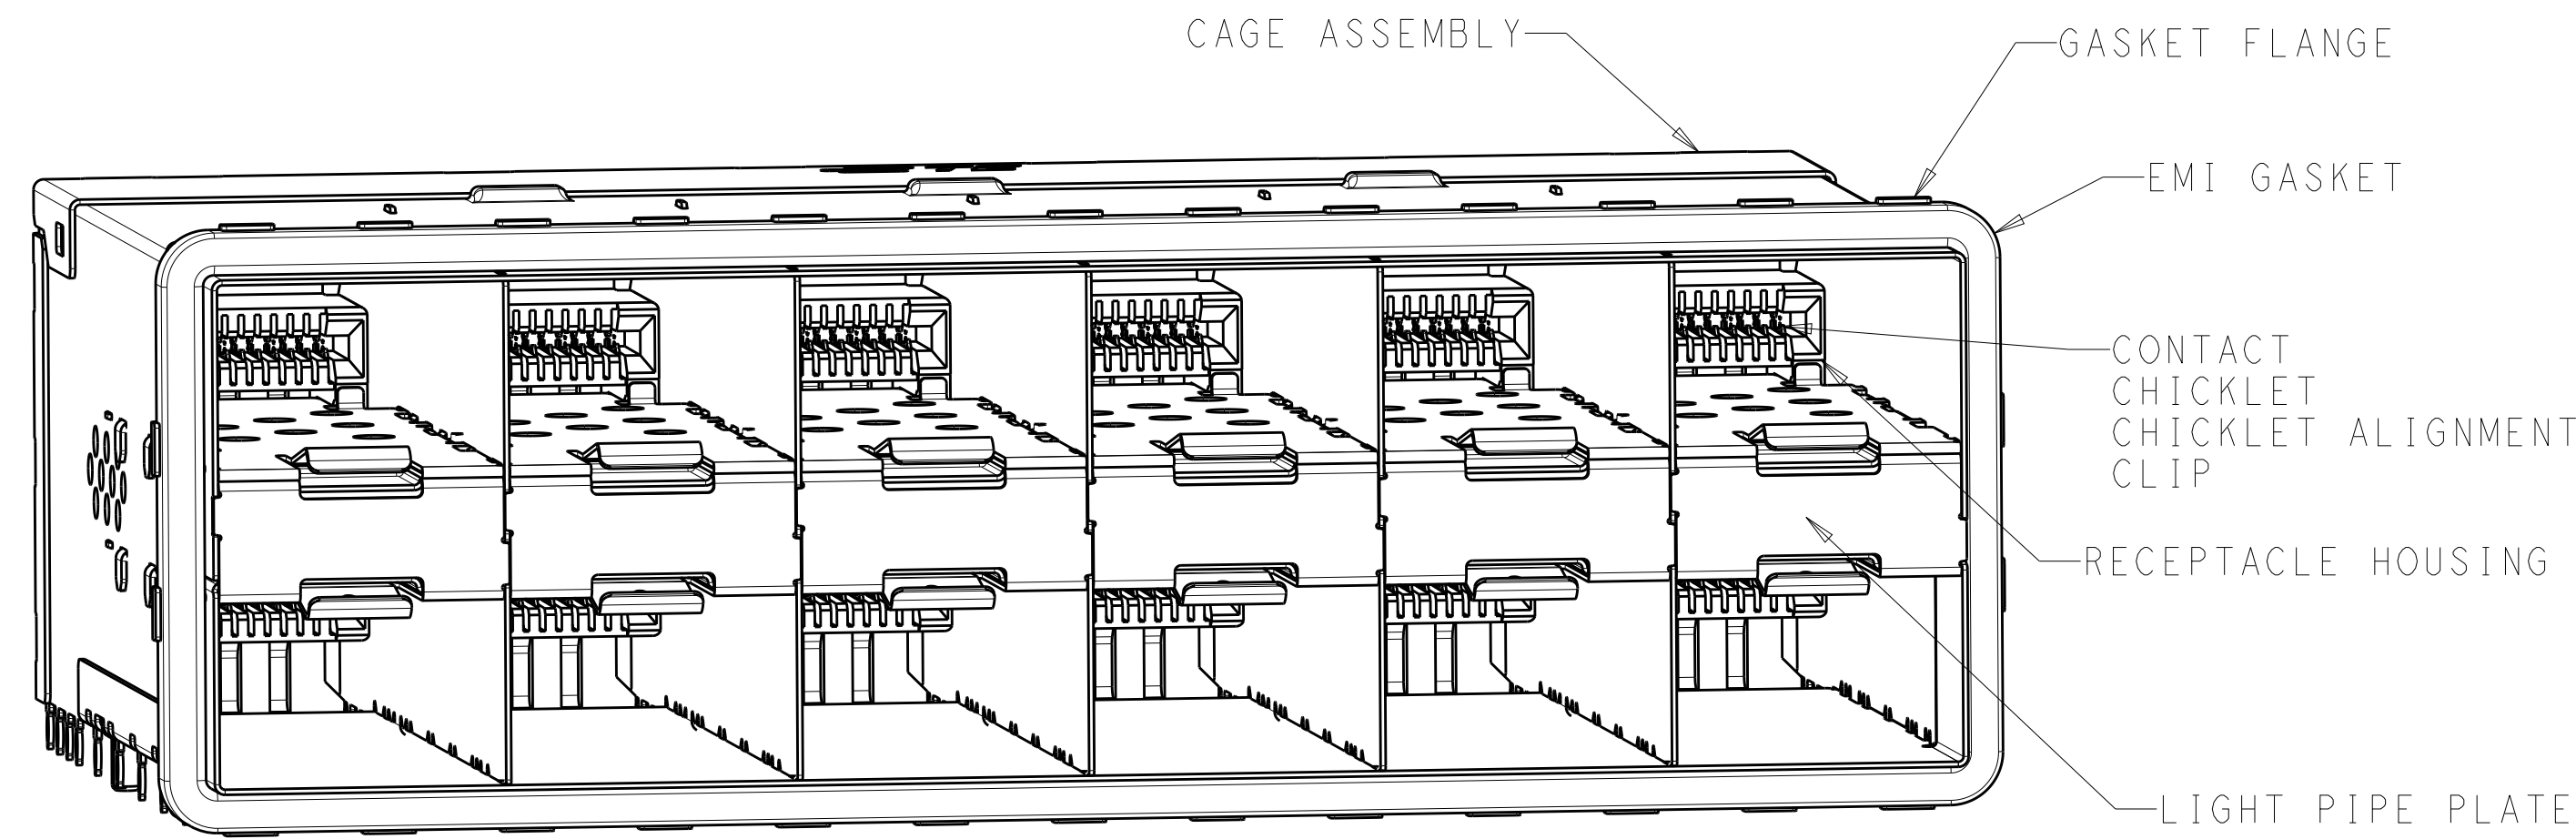 CAGE ASSEMBLY
GASKET FLANGE
EMI GASKET
CONTACT
CHICKLET
CHICKLET ALIGNMENT
CLIP
RECEPTACLE HOUSING
LIGHT PIPE PLATE